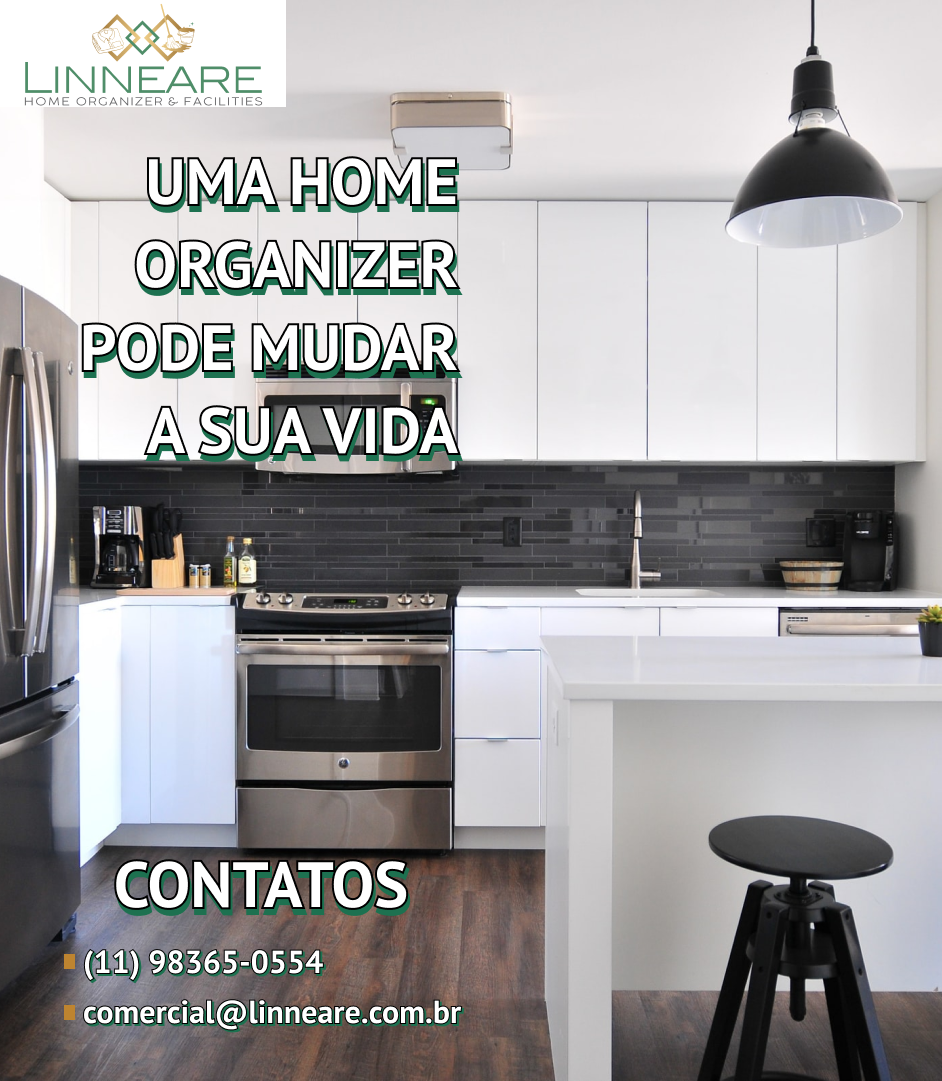 LINNEARE
HOME ORGANIZER & FACILITIES
UMA HOME
ORGANIZER
PODE MUDAR
A SUA VIDA
CONTATOS
(11) 98365-0554
comercial@linneare.com.br